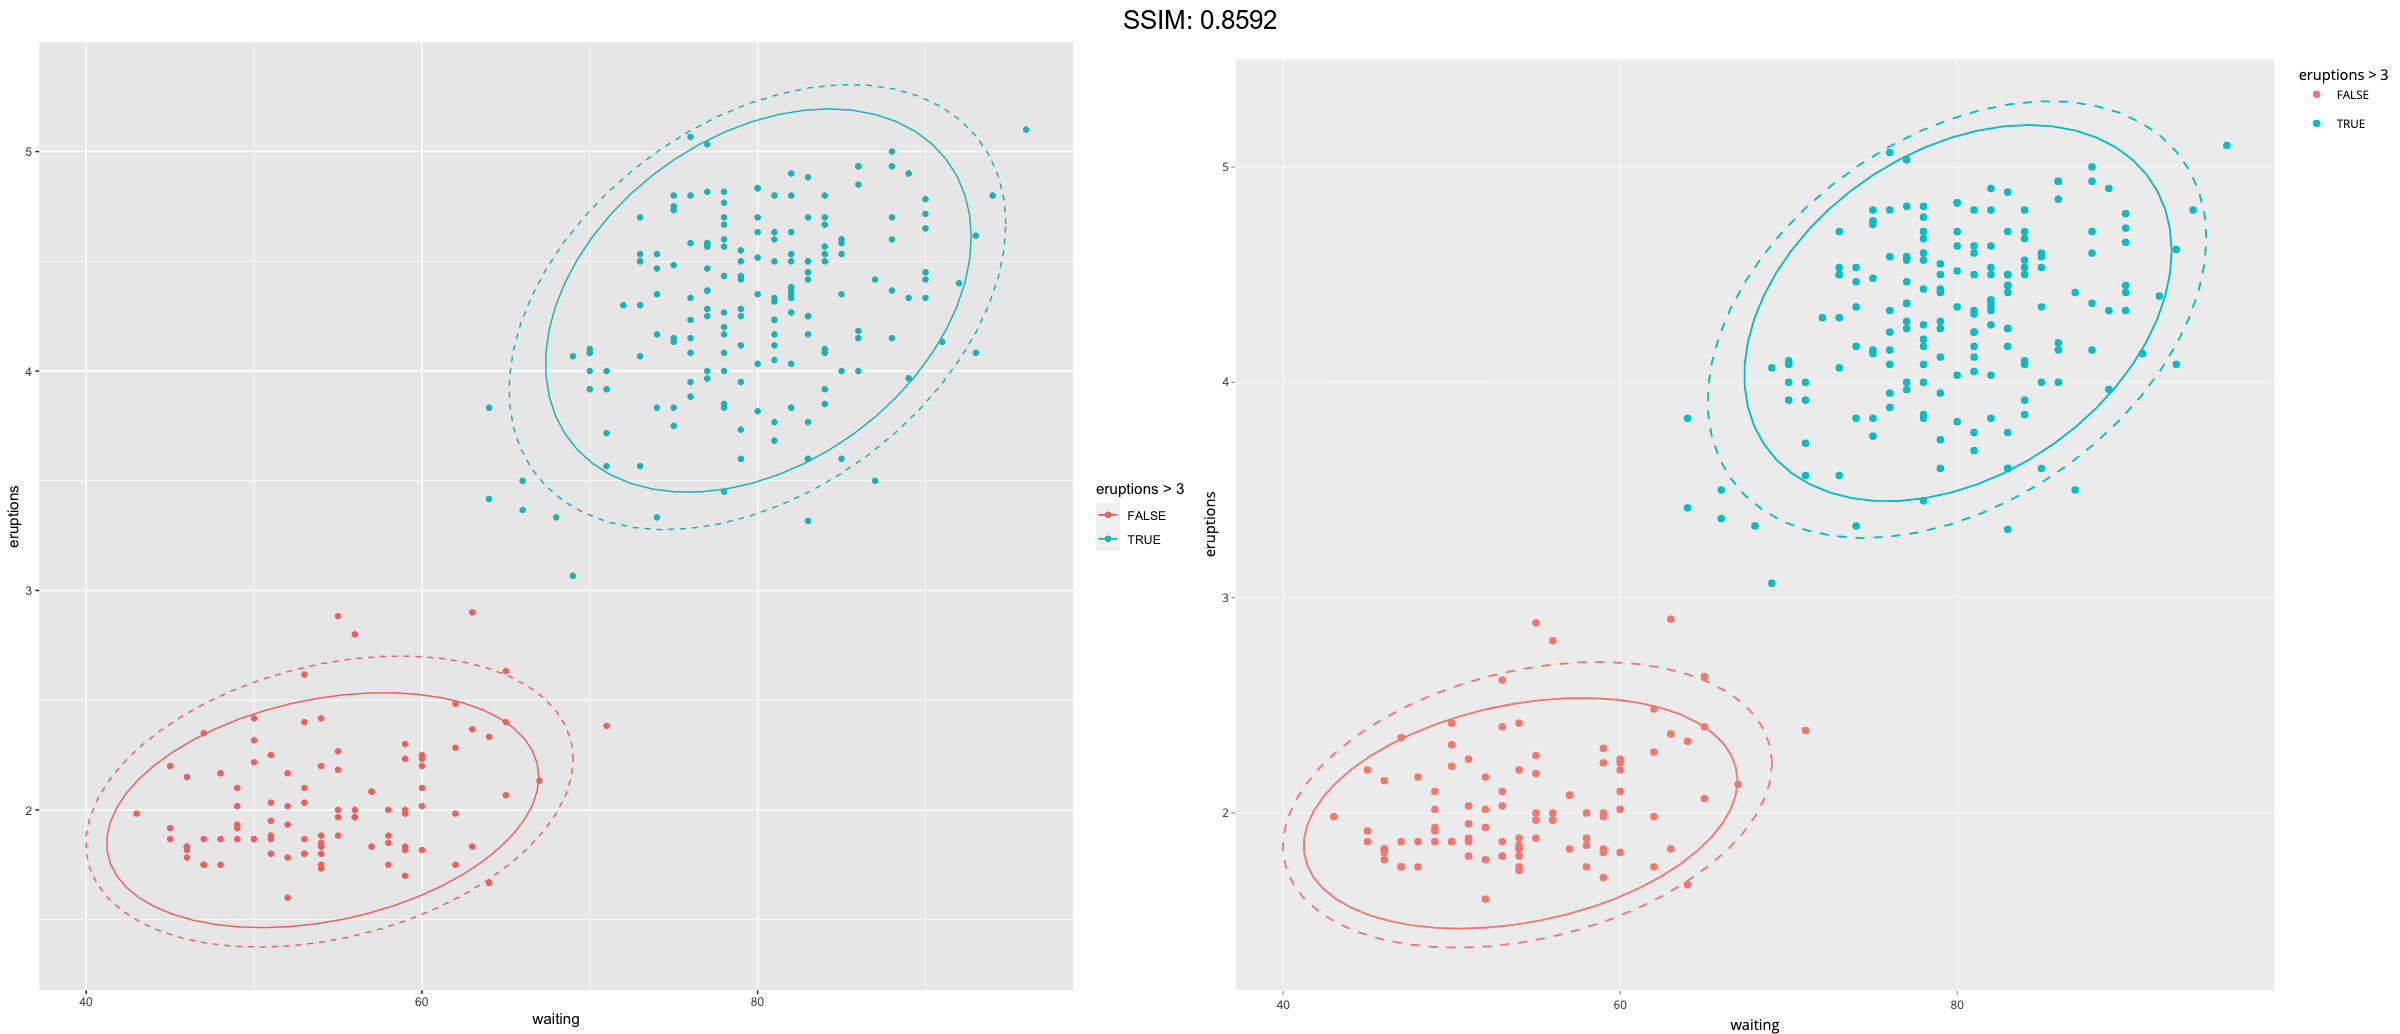 SSIM: 0.8592
eruptions
5
4
3
2
40 60 80
waiting
eruptions > 3
FALSE
TRUE
eruptions
5
4
3
2
40 60 80
waiting
eruptions > 3
FALSE
TRUE